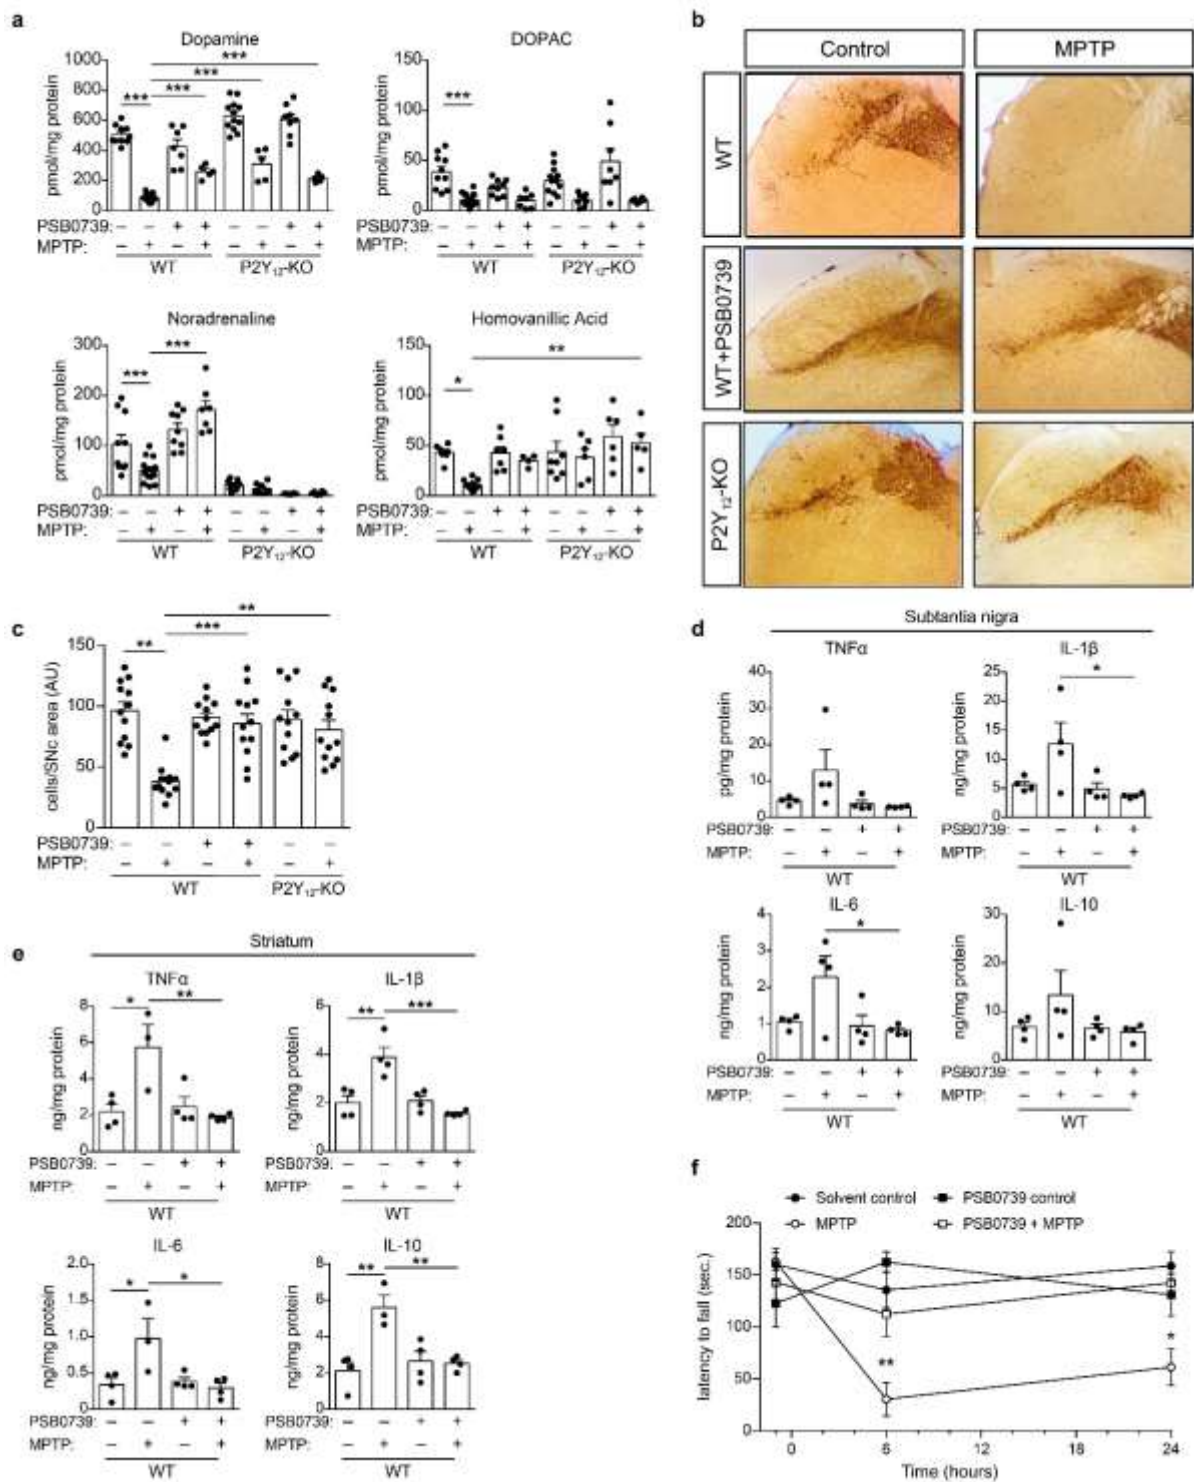 a
Dopamine
pmol/mg protein
1000
800
600
400
200
0
*** *** *** ***
PSB0739: – – + + – – + +
MPTP: – + – + – + – +
WT P2Y₁₂-KO
DOPAC
pmol/mg protein
150
100
50
0
***
PSB0739: – – + + – – + +
MPTP: – + – + – + – +
WT P2Y₁₂-KO
Noradrenaline
pmol/mg protein
300
200
100
0
*** ***
PSB0739: – – + + – – + +
MPTP: – + – + – + – +
WT P2Y₁₂-KO
Homovanillic Acid
pmol/mg protein
150
100
50
0
* **
PSB0739: – – + + – – + +
MPTP: – + – + – + – +
WT P2Y₁₂-KO
b
Control MPTP
WT
WT+PSB0739
P2Y₁₂-KO
c
cells/SNc area (AU)
150
100
50
0
** *** **
PSB0739: – – + + – –
MPTP: – + – + – +
WT P2Y₁₂-KO
d
Subtantia nigra
TNFα
pg/mg protein
40
30
20
10
0
PSB0739: – – + +
MPTP: – + – +
WT
IL-1β
ng/mg protein
25
20
15
10
5
0
*
PSB0739: – – + +
MPTP: – + – +
WT
IL-6
ng/mg protein
4
3
2
1
0
*
PSB0739: – – + +
MPTP: – + – +
WT
IL-10
ng/mg protein
30
20
10
0
PSB0739: – – + +
MPTP: – + – +
WT
e
Striatum
TNFα
ng/mg protein
8
6
4
2
0
* **
PSB0739: – – + +
MPTP: – + – +
WT
IL-1β
ng/mg protein
6
4
2
0
** ***
PSB0739: – – + +
MPTP: – + – +
WT
IL-6
ng/mg protein
2.0
1.5
1.0
0.5
0
* *
PSB0739: – – + +
MPTP: – + – +
WT
IL-10
ng/mg protein
8
6
4
2
0
** **
PSB0739: – – + +
MPTP: – + – +
WT
f
Solvent control PSB0739 control
MPTP PSB0739 + MPTP
latency to fall (sec.)
200
150
100
50
0
** *
0 6 12 18 24
Time (hours)